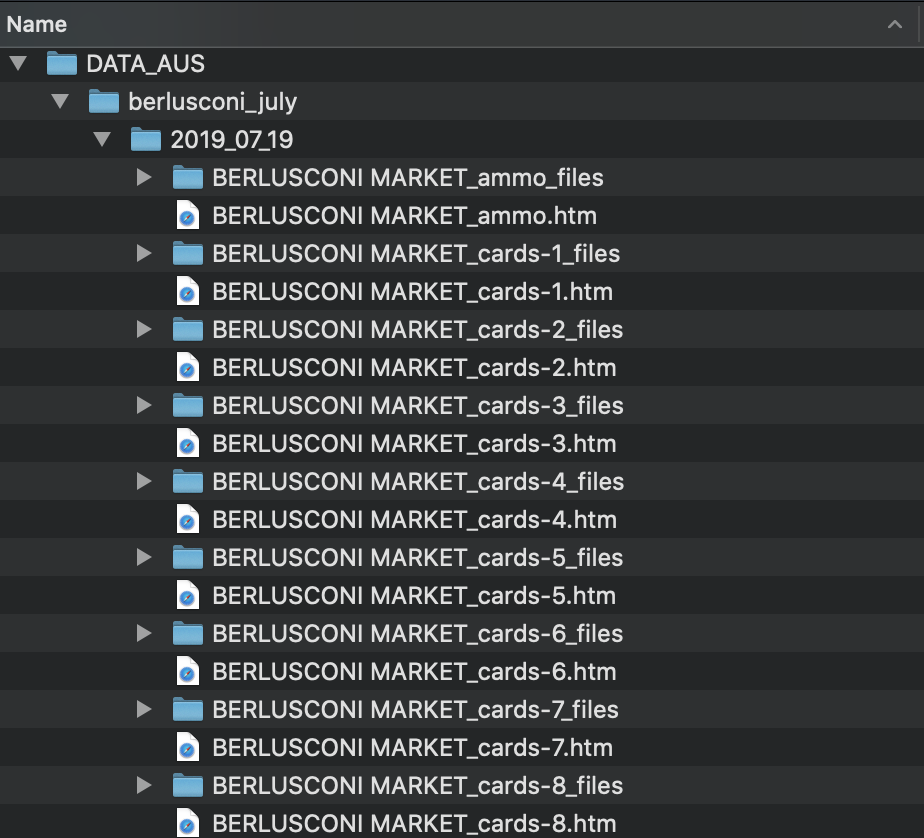 Name
DATA_AUS
berlusconi_july
2019_07_19
BERLUSCONI MARKET_ammo_files
BERLUSCONI MARKET_ammo.htm
BERLUSCONI MARKET_cards-1_files
BERLUSCONI MARKET_cards-1.htm
BERLUSCONI MARKET_cards-2_files
BERLUSCONI MARKET_cards-2.htm
BERLUSCONI MARKET_cards-3_files
BERLUSCONI MARKET_cards-3.htm
BERLUSCONI MARKET_cards-4_files
BERLUSCONI MARKET_cards-4.htm
BERLUSCONI MARKET_cards-5_files
BERLUSCONI MARKET_cards-5.htm
BERLUSCONI MARKET_cards-6_files
BERLUSCONI MARKET_cards-6.htm
BERLUSCONI MARKET_cards-7_files
BERLUSCONI MARKET_cards-7.htm
BERLUSCONI MARKET_cards-8_files
BERLUSCONI MARKET_cards-8.htm